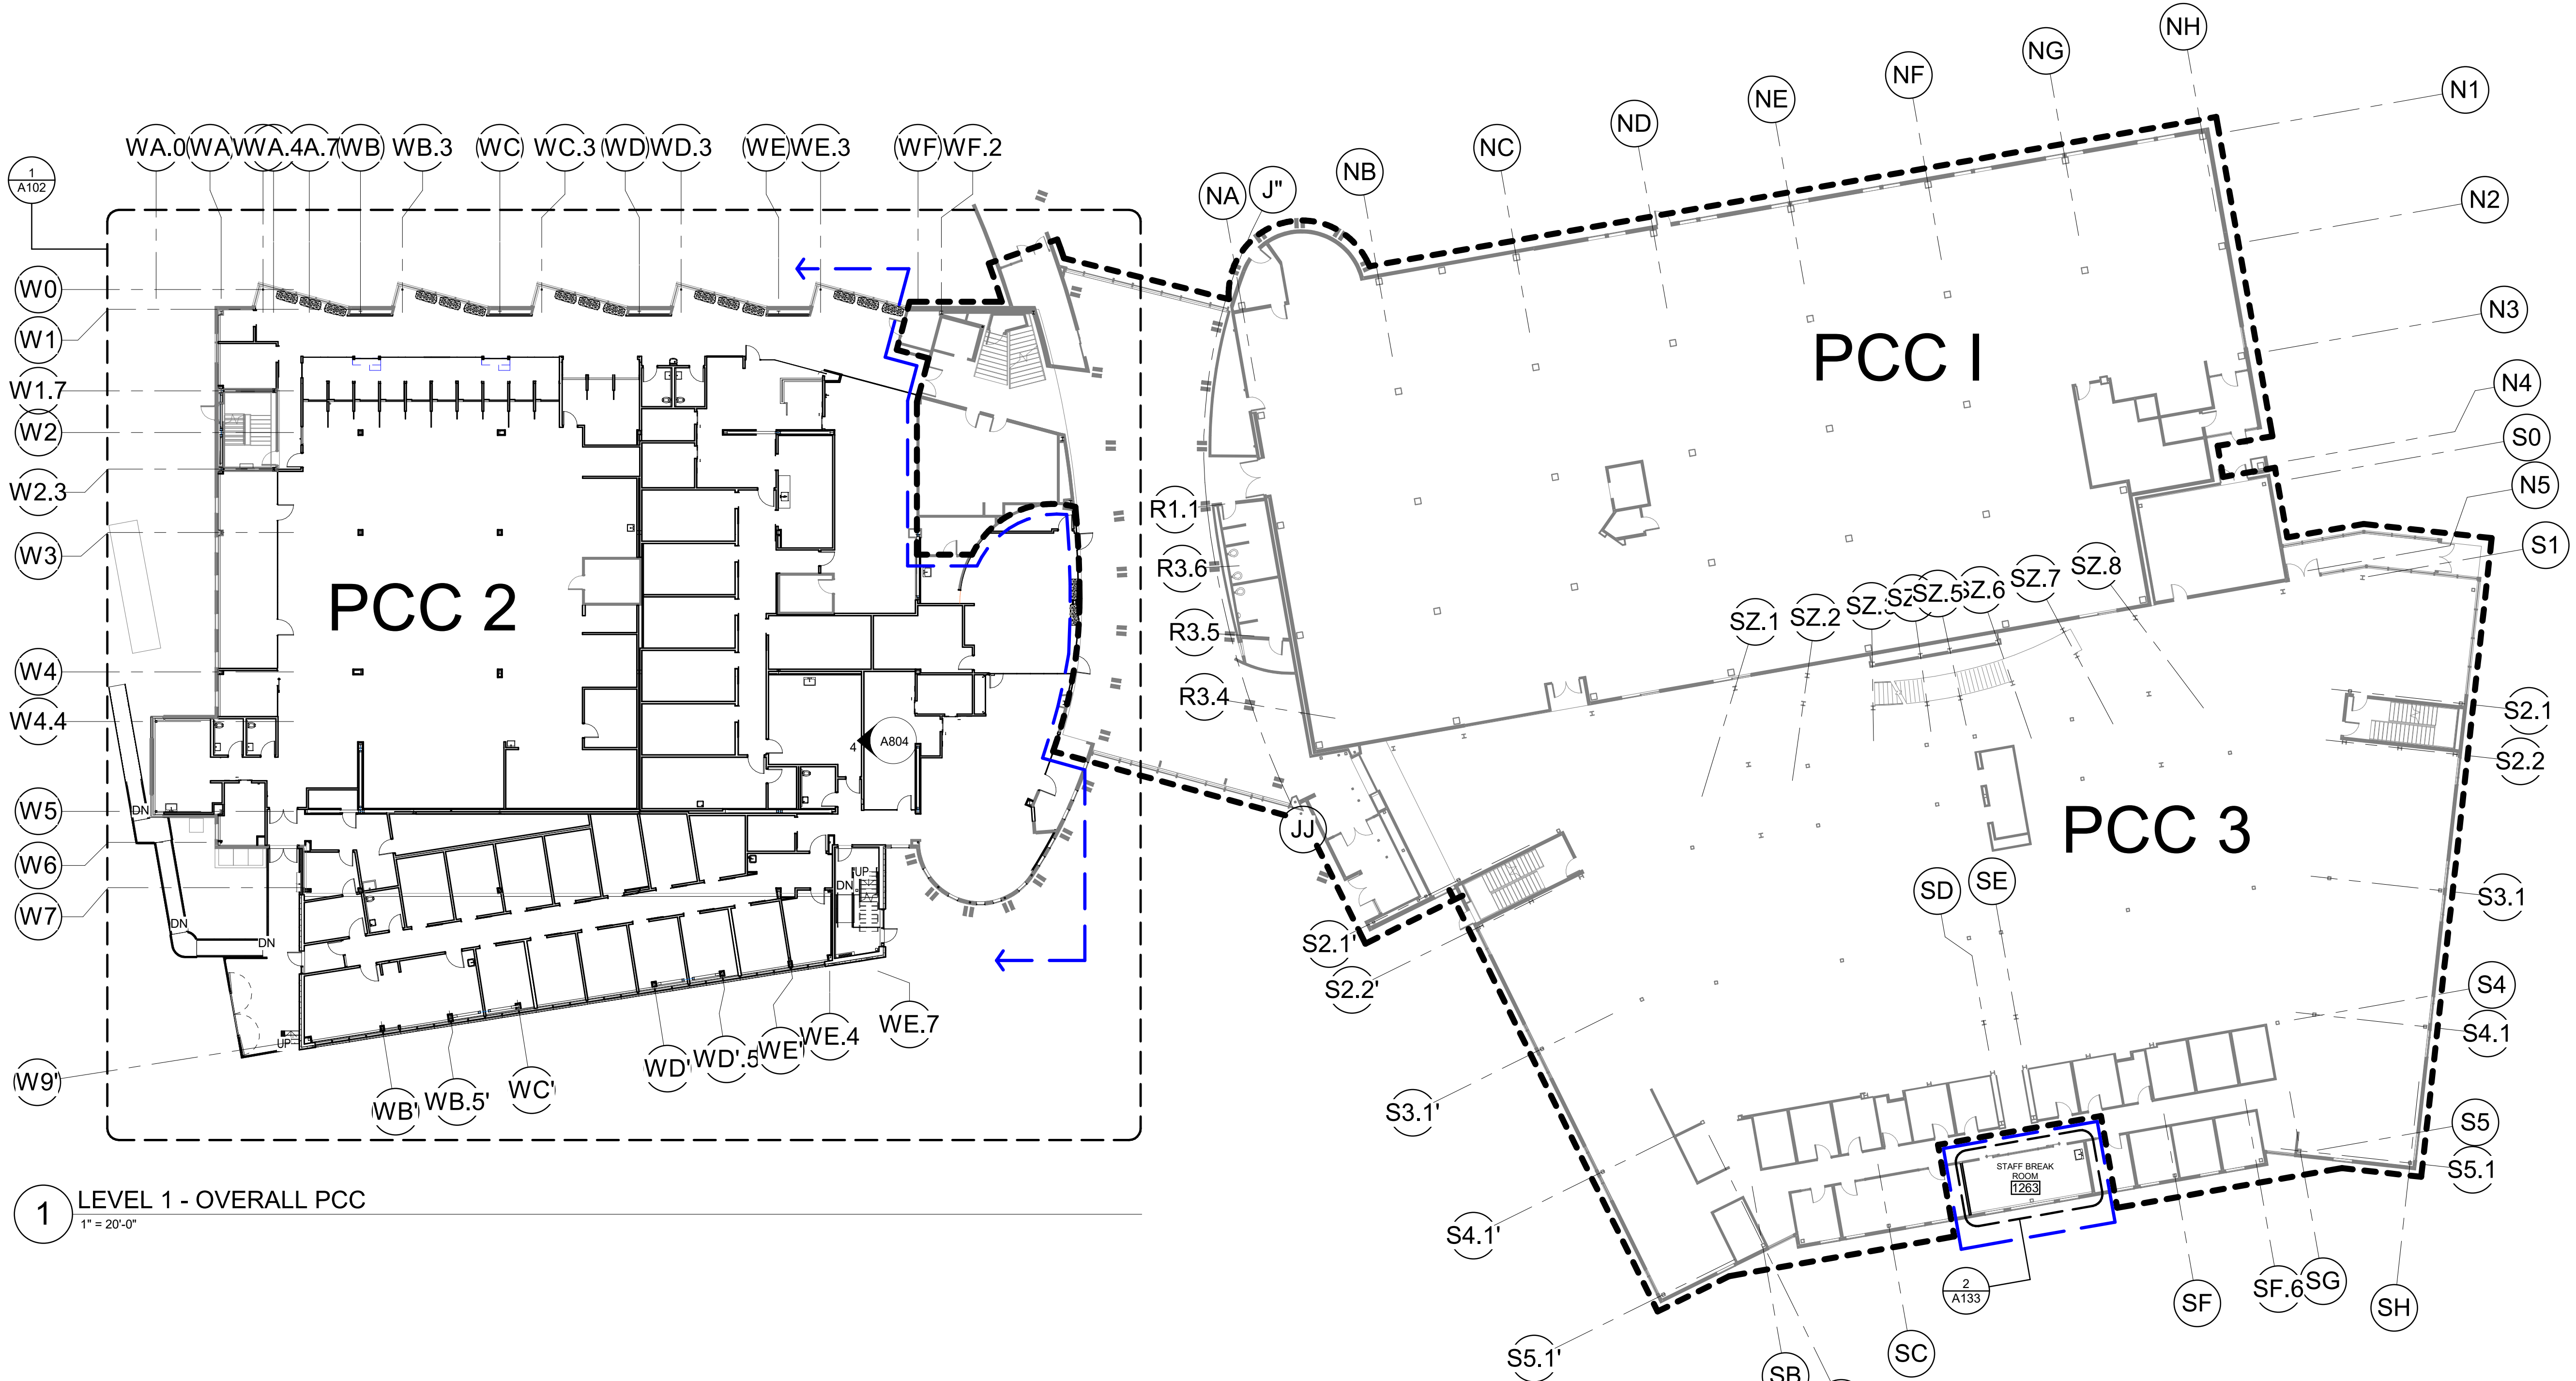 NH
NG
NF
NE
ND
NC
NB
NA
J"
N1
N2
N3
N4
S0
N5
S1
WA.0
WA
WA.4
A.7
WB
WB.3
WC
WC.3
WD
WD.3
WE
WE.3
WF
WF.2
1
A102
W0
W1
W1.7
W2
W2.3
W3
W4
W4.4
W5
W6
W7
W9'
PCC 2
PCC I
PCC 3
R1.1
R3.6
R3.5
R3.4
JJ
SZ.1
SZ.2
SZ.5
SZ.6
SZ.7
SZ.8
4
A804
DN
DN
DN
UP
DN
UP
S2.1
S2.2
S3.1
S4
S4.1
S5
S5.1
SD
SE
S2.1'
S2.2'
S3.1'
S4.1'
S5.1'
WB'
WB.5'
WC'
WD'
WD'.5
WE'
WE.4
WE.7
STAFF BREAK
ROOM
1263
2
A133
SB
SC
SF
SF.6
SG
SH
1
LEVEL 1 - OVERALL PCC
1" = 20'-0"